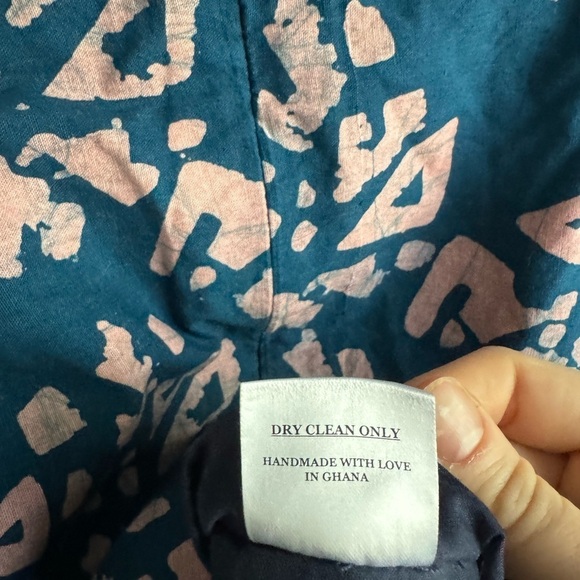 DRY CLEAN ONLY
HANDMADE WITH LOVE
IN GHANA